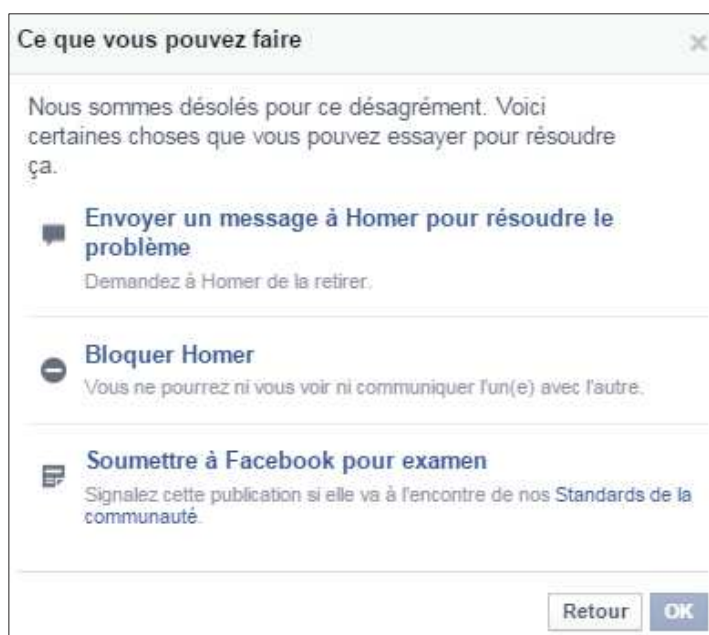 Ce que vous pouvez faire
Nous sommes désolés pour ce désagrément. Voici
certaines choses que vous pouvez essayer pour résoudre
ça.
Envoyer un message à Homer pour résoudre le
problème
Demandez à Homer de la retirer.
Bloquer Homer
Vous ne pourrez ni vous voir ni communiquer l'un(e) avec l'autre.
Soumettre à Facebook pour examen
Signalez cette publication si elle va à l'encontre de nos Standards de la
communauté.
Retour OK